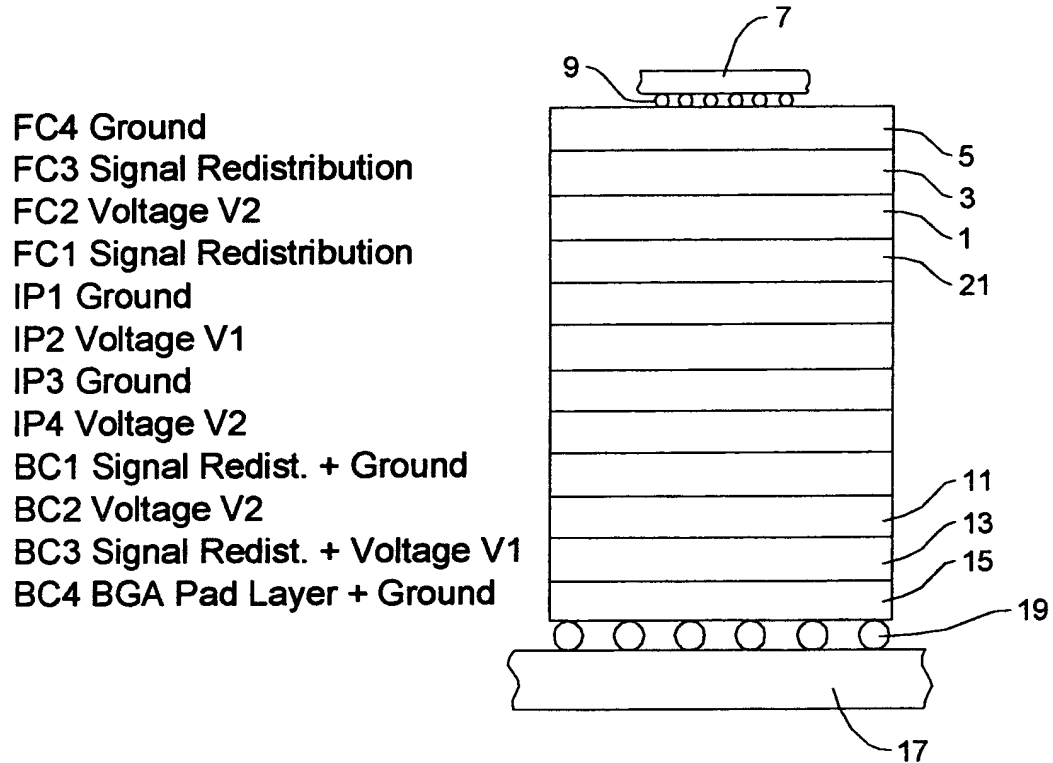 7
9
FC4 Ground
5
FC3 Signal Redistribution
3
FC2 Voltage V2
1
FC1 Signal Redistribution
21
IP1 Ground
IP2 Voltage V1
IP3 Ground
IP4 Voltage V2
BC1 Signal Redist. + Ground
11
BC2 Voltage V2
13
BC3 Signal Redist. + Voltage V1
15
BC4 BGA Pad Layer + Ground
19
17